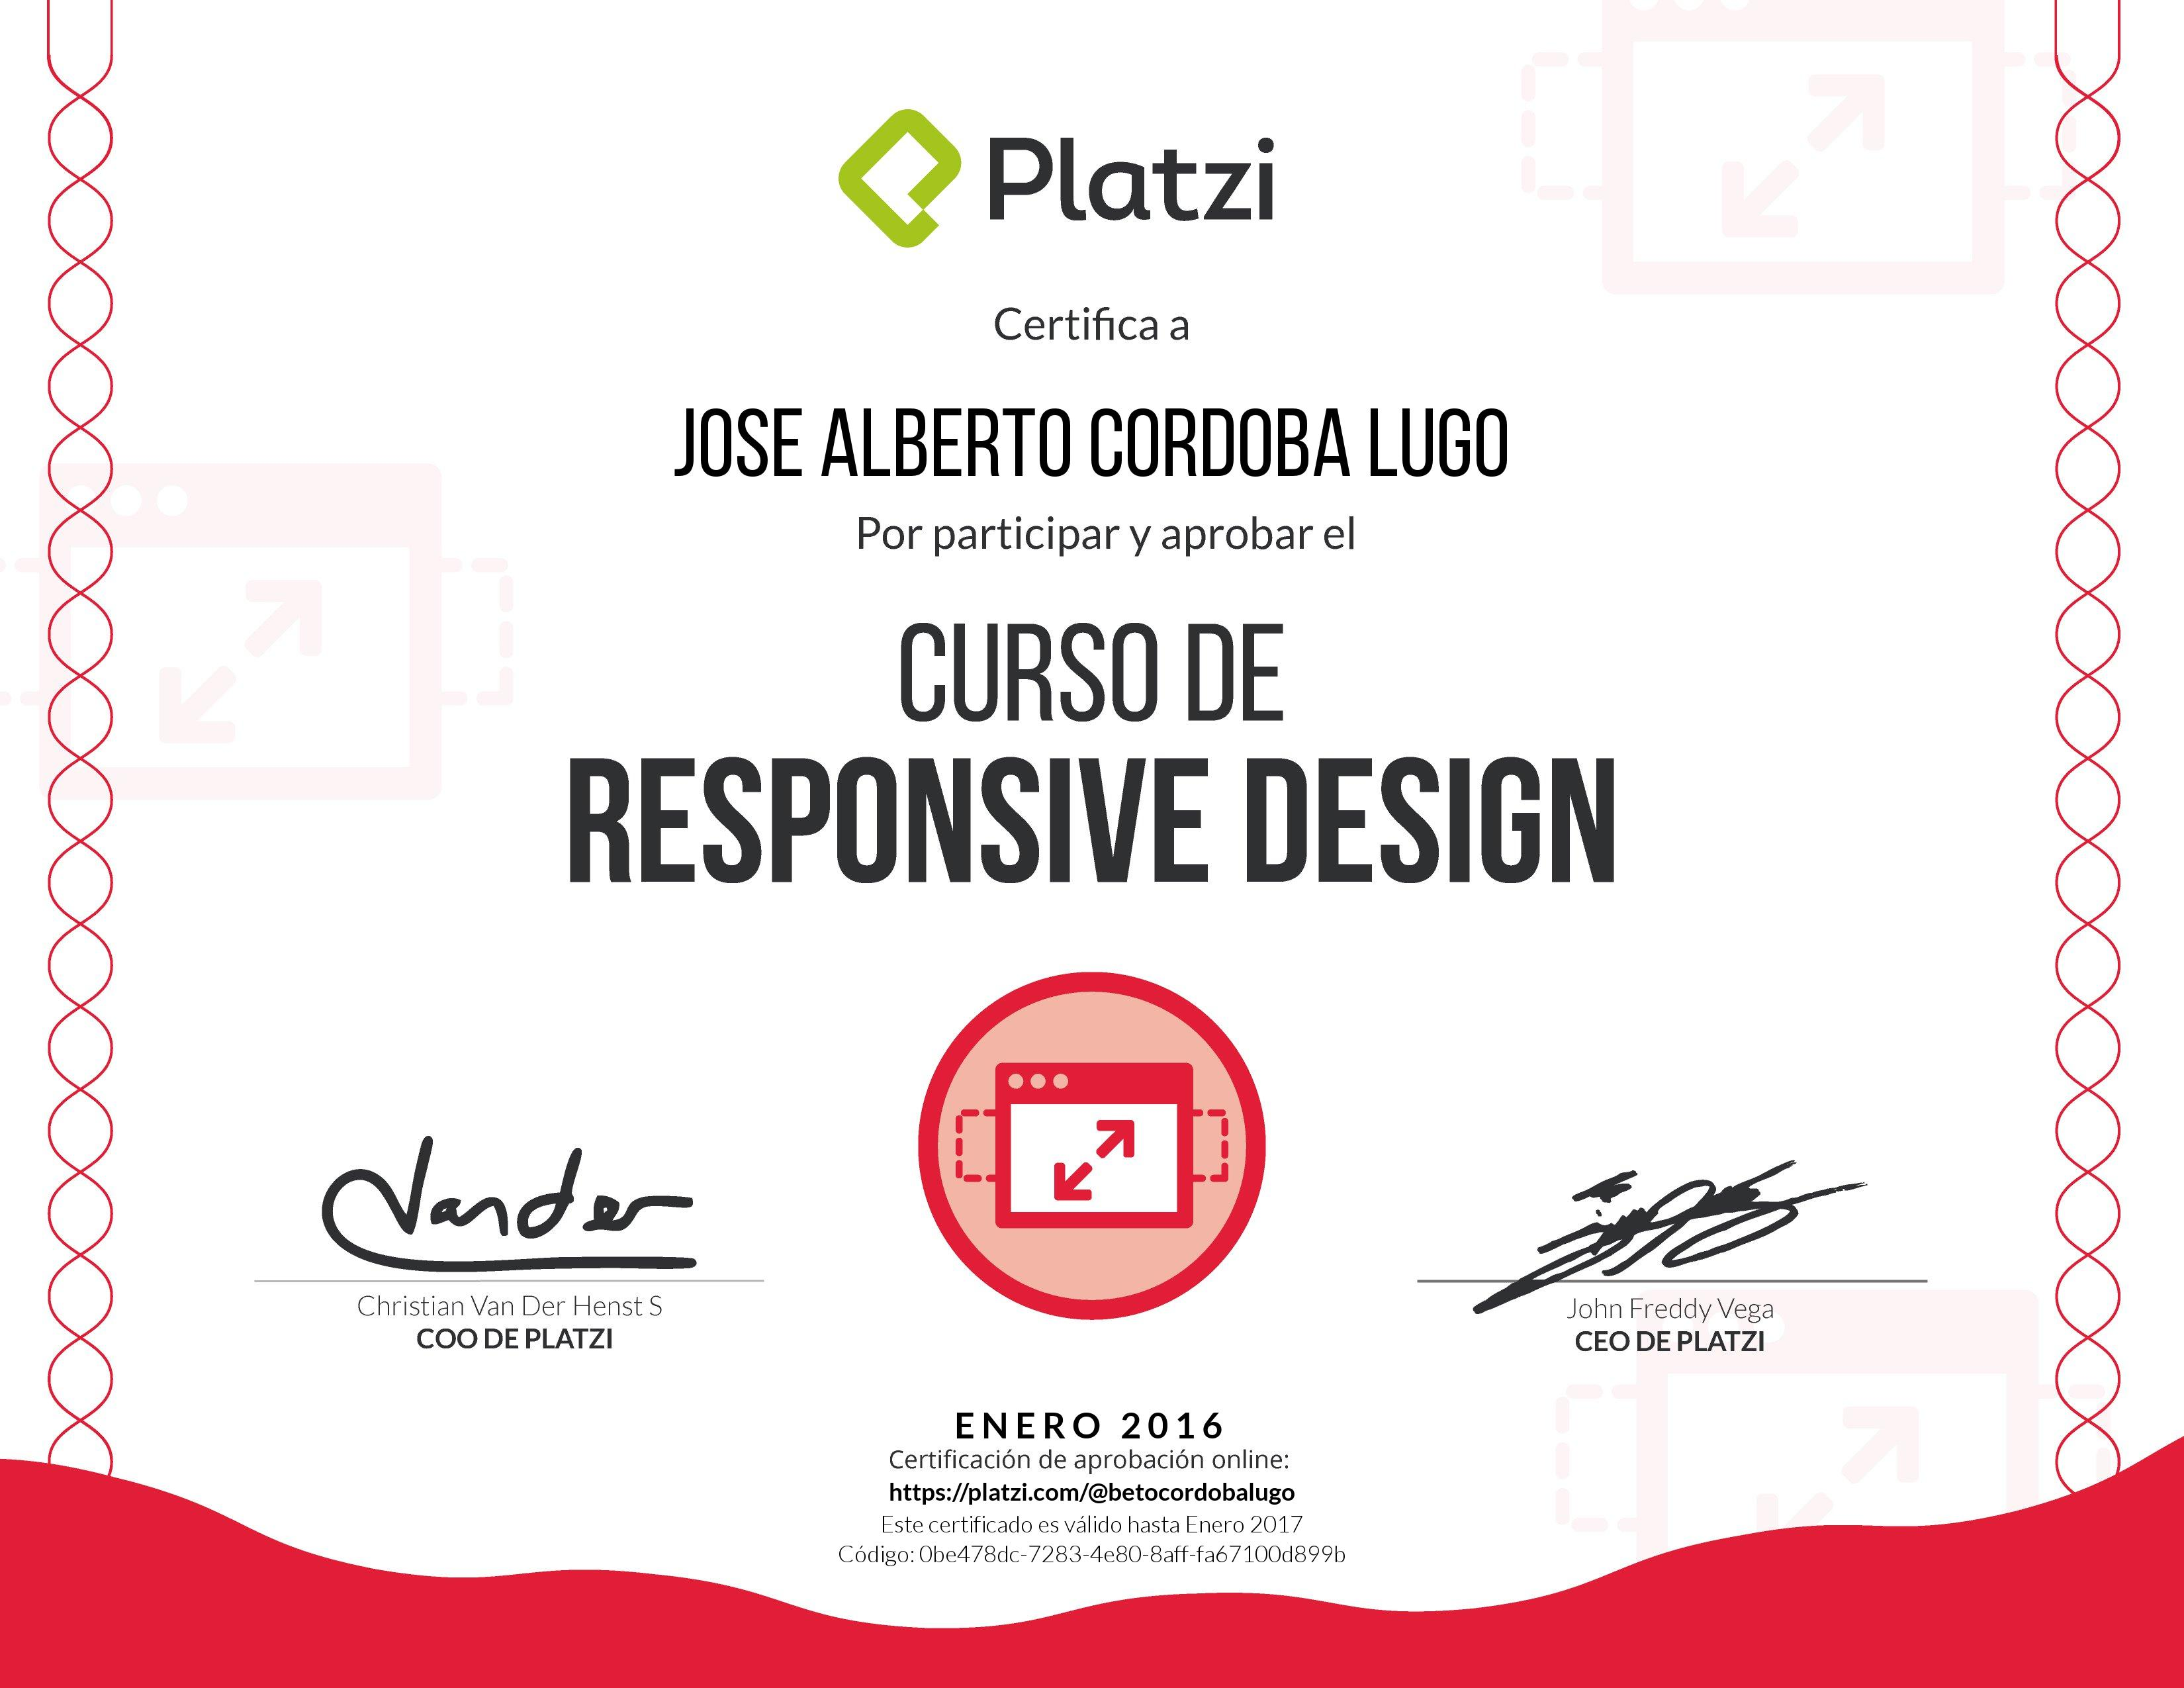 Platzi
Certifica a
JOSE ALBERTO CORDOBA LUGO
Por participar y aprobar el
CURSO DE
RESPONSIVE DESIGN
Vander
Christian Van Der Henst S
COO DE PLATZI
John Freddy Vega
CEO DE PLATZI
ENERO 2016
Certificación de aprobación online:
https://platzi.com/@betocordobalugo
Este certificado es válido hasta Enero 2017
Código: 0be478dc-7283-4e80-8aff-fa67100d899b